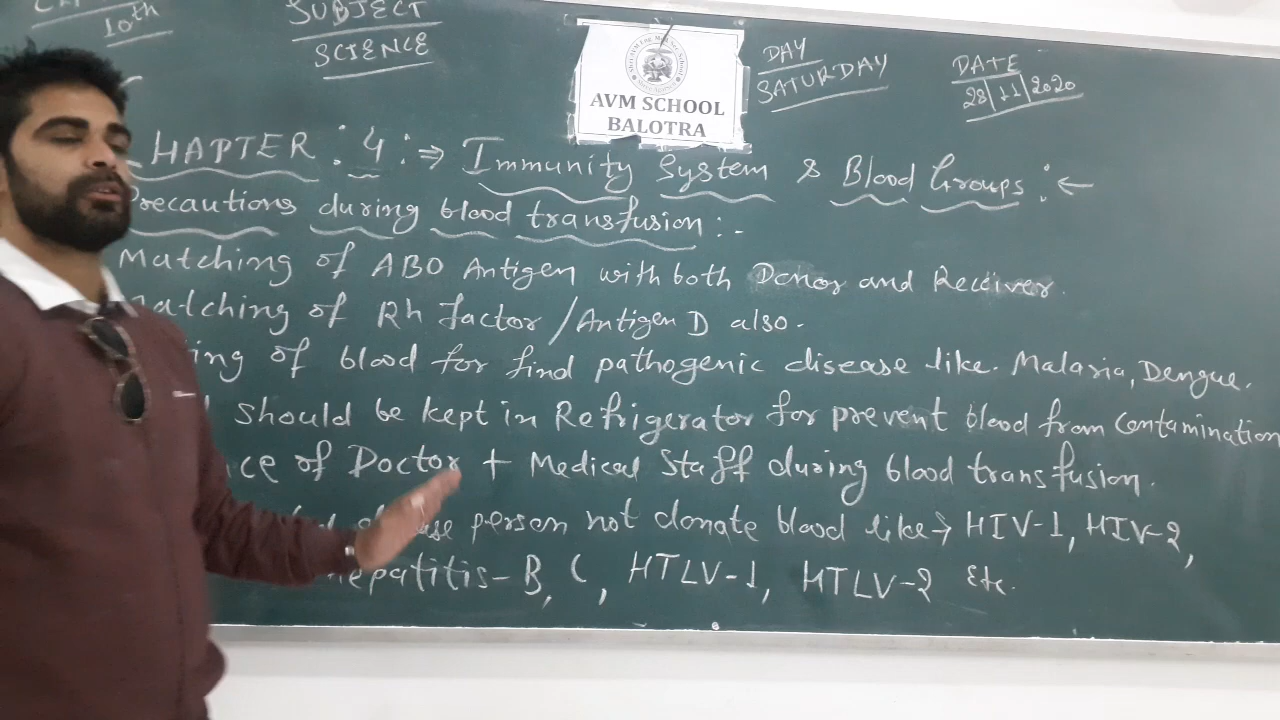 10th
SUBJECT
SCIENCE
AVM SCHOOL
BALOTRA
DAY
SATURDAY
DATE
28/11/2020
HAPTER : 4 :⇒ Immunity System & Blood Groups :←
Precautions during blood transfusion :-
Matching of ABO Antigen with both Donor and Receiver.
atching of Rh factor/Antigen D also.
ing of blood for find pathogenic disease like. Malaria, Dengue.
should be kept in Refrigerator for prevent blood from Contamination
ce of Doctor + Medical Staff during blood transfusion.
person not donate blood like → HIV-1, HIV-2,
hepatitis-B, C, HTLV-1, HTLV-2 Etc.